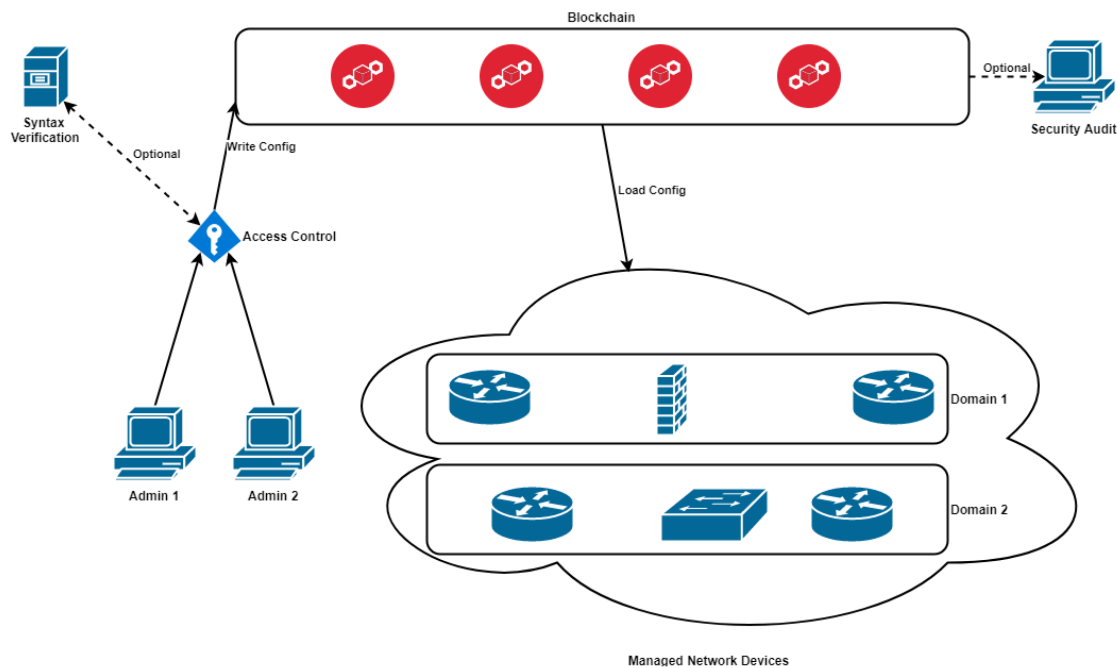 Blockchain
Optional
Syntax
Verification
Security Audit
Write Config
Optional
Load Config
Access Control
Domain 1
Admin 1
Admin 2
Domain 2
Managed Network Devices